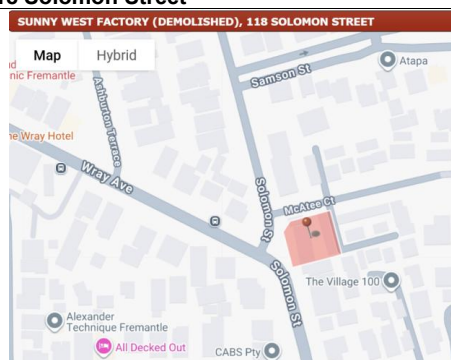 Solomon Street
SUNNY WEST FACTORY (DEMOLISHED), 118 SOLOMON STREET
Map Hybrid
Atapa
nic Fremantle
Samson St
Ashburton Terrace
Wray Hotel
Wray Ave
Solomon St
McAtee Ct
Solomon St
The Village 100
Alexander
Technique Fremantle
All Decked Out
CABS Pty